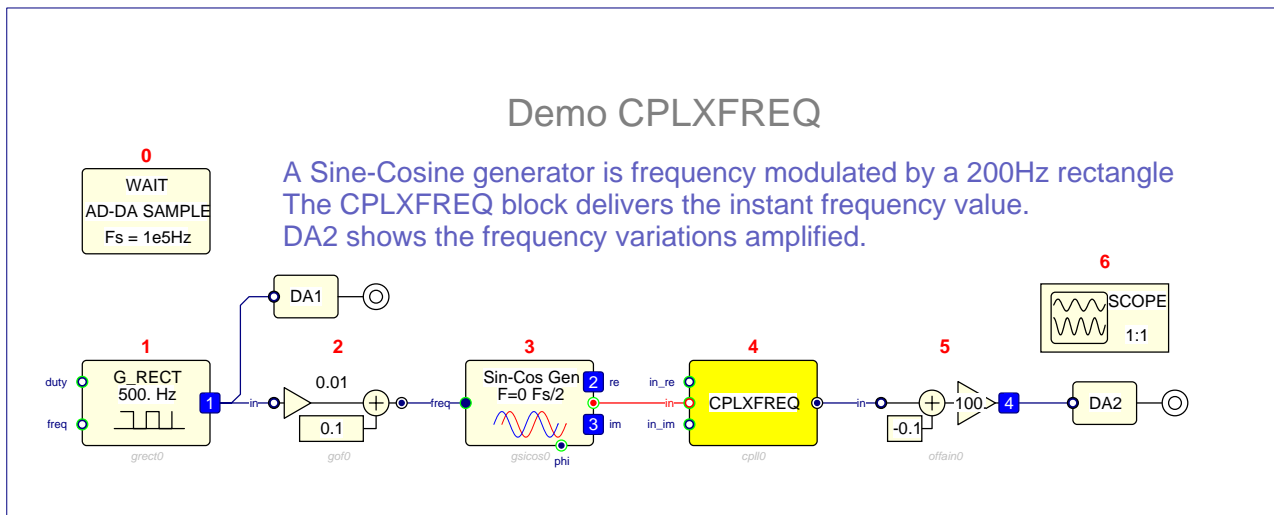 Demo CPLXFREQ
0
WAIT
AD-DA SAMPLE
Fs = 1e5Hz
A Sine-Cosine generator is frequency modulated by a 200Hz rectangle
The CPLXFREQ block delivers the instant frequency value.
DA2 shows the frequency variations amplified.
6
SCOPE
1:1
DA1
1
duty
freq
G_RECT
500. Hz
1
grect0
2
in
0.01
0.1
gof0
3
freq
Sin-Cos Gen
F=0 Fs/2
2 re
3 im
phi
gsicos0
4
in_re
in
in_im
CPLXFREQ
cpll0
5
in
-0.1
100.
4
offain0
DA2